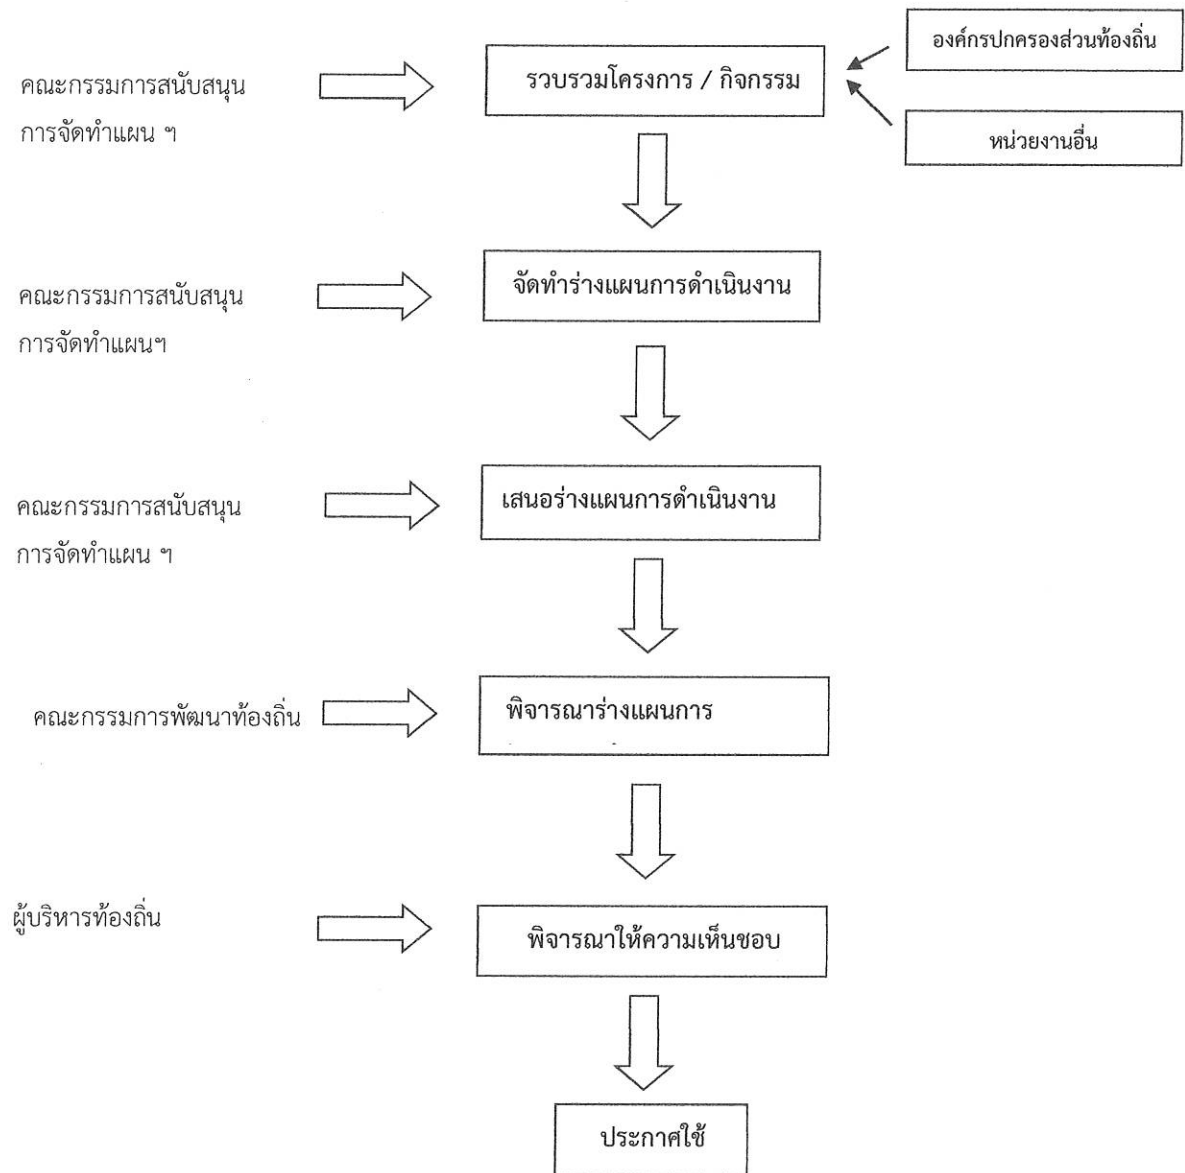 องค์กรปกครองส่วนท้องถิ่น
คณะกรรมการสนับสนุน
การจัดทำแผน ฯ
รวบรวมโครงการ / กิจกรรม
หน่วยงานอื่น
คณะกรรมการสนับสนุน
การจัดทำแผนฯ
จัดทำร่างแผนการดำเนินงาน
คณะกรรมการสนับสนุน
การจัดทำแผน ฯ
เสนอร่างแผนการดำเนินงาน
คณะกรรมการพัฒนาท้องถิ่น
พิจารณาร่างแผนการ
ผู้บริหารท้องถิ่น
พิจารณาให้ความเห็นชอบ
ประกาศใช้